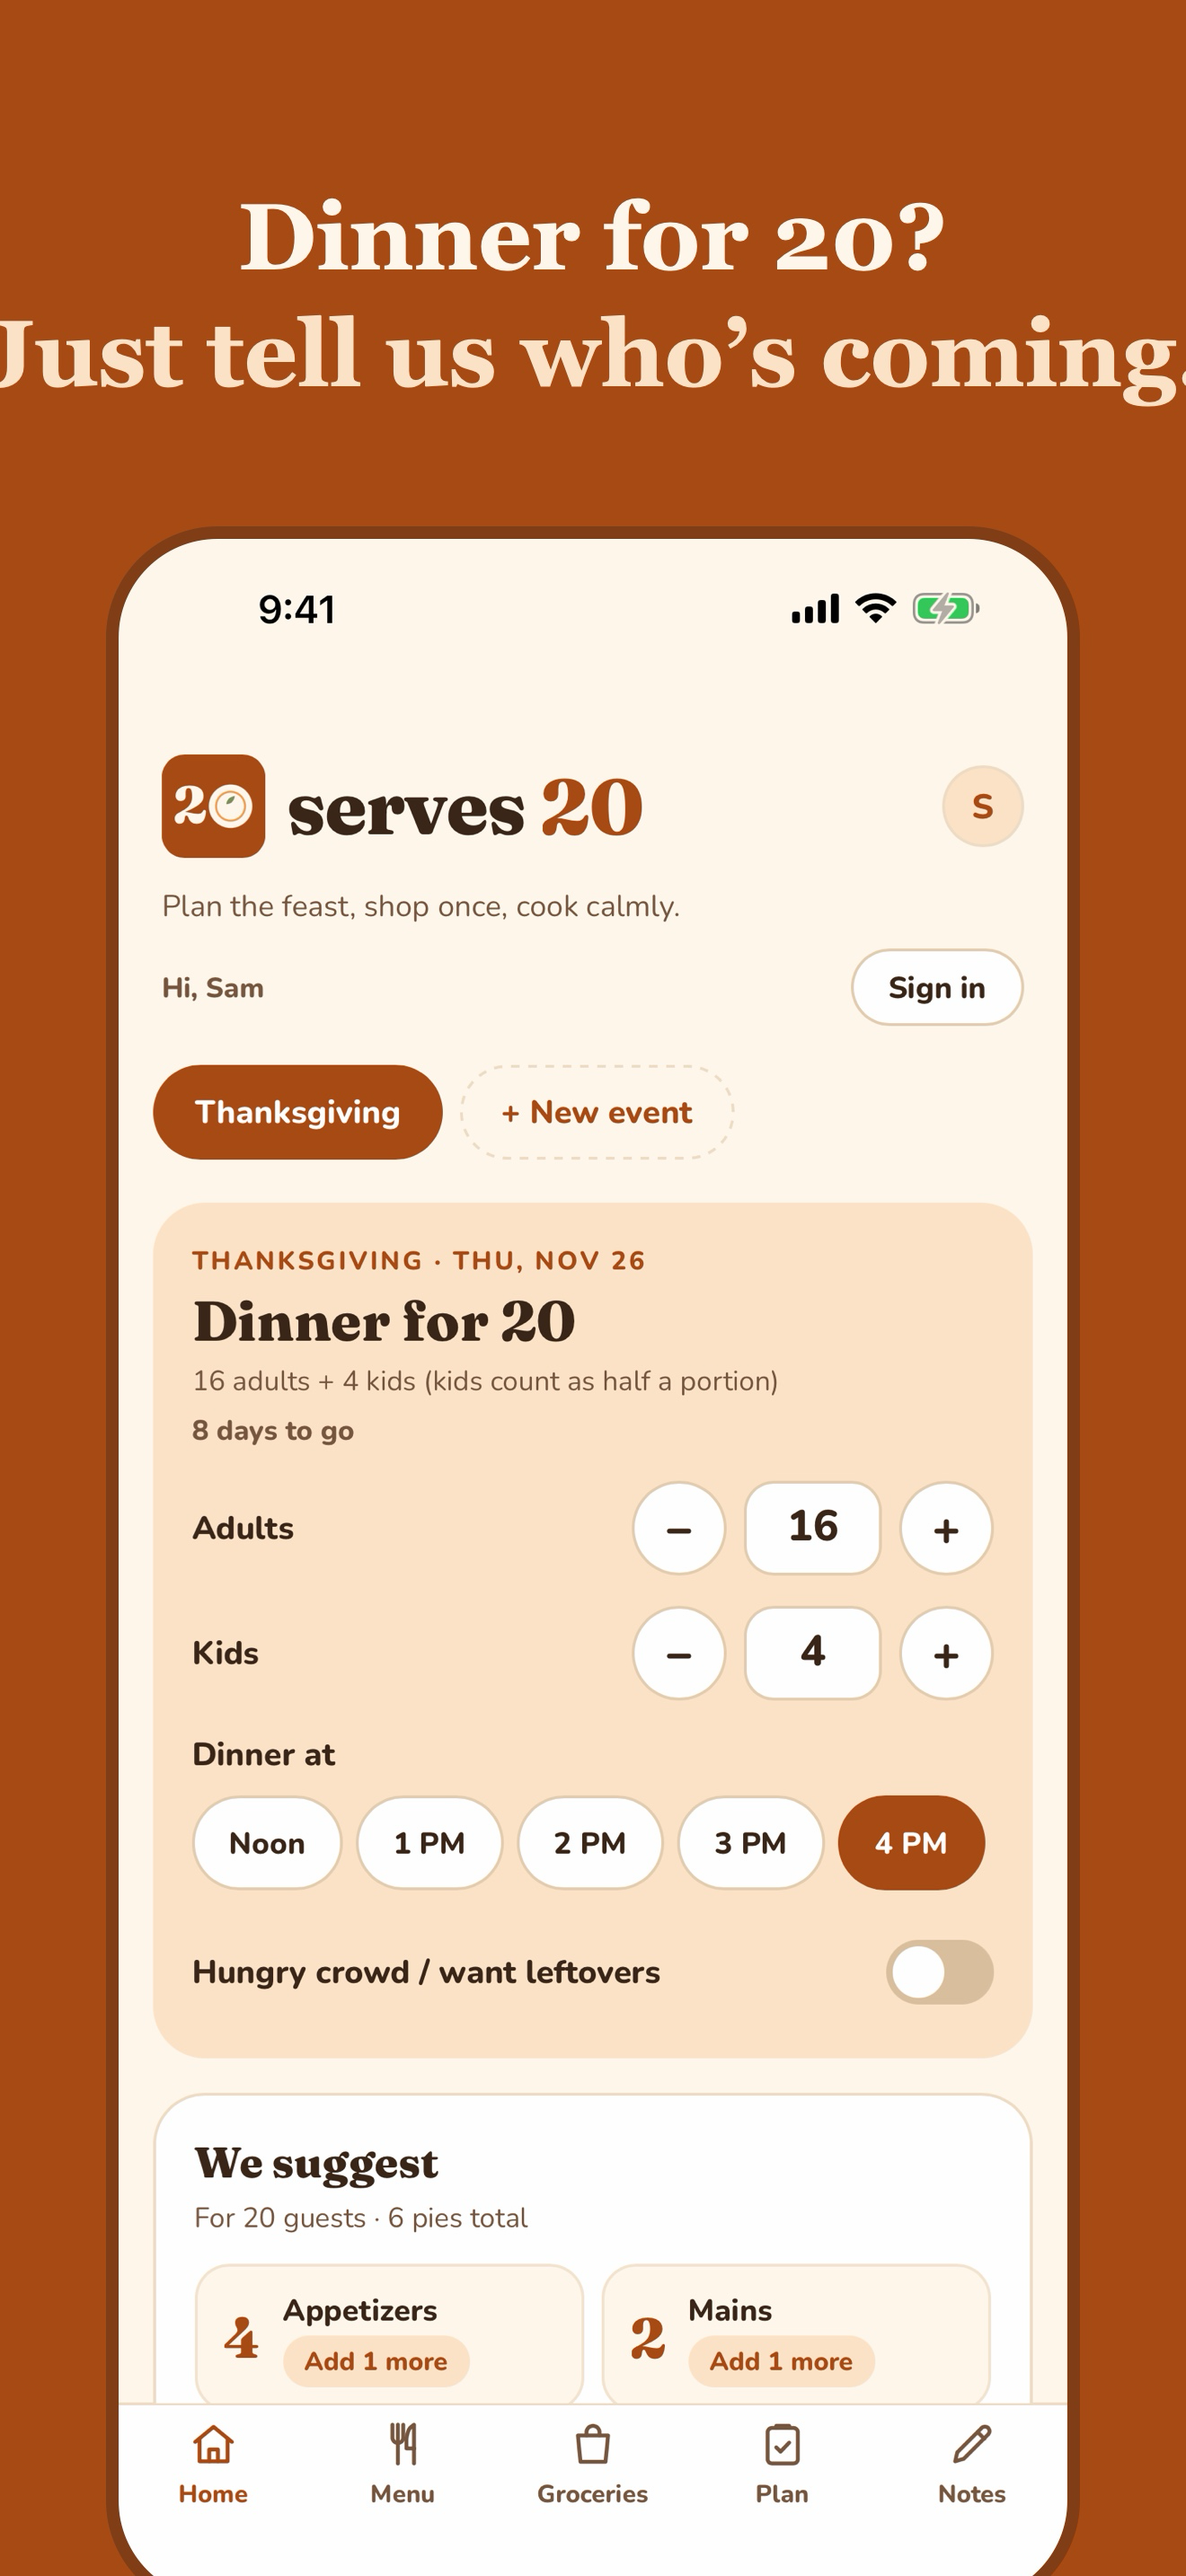 Dinner for 20?
Just tell us who’s coming.
9:41
20 serves 20
S
Plan the feast, shop once, cook calmly.
Hi, Sam
Sign in
Thanksgiving
+ New event
THANKSGIVING · THU, NOV 26
Dinner for 20
16 adults + 4 kids (kids count as half a portion)
8 days to go
Adults
− 16 +
Kids
− 4 +
Dinner at
Noon 1 PM 2 PM 3 PM 4 PM
Hungry crowd / want leftovers
We suggest
For 20 guests · 6 pies total
4 Appetizers
Add 1 more
2 Mains
Add 1 more
Home Menu Groceries Plan Notes